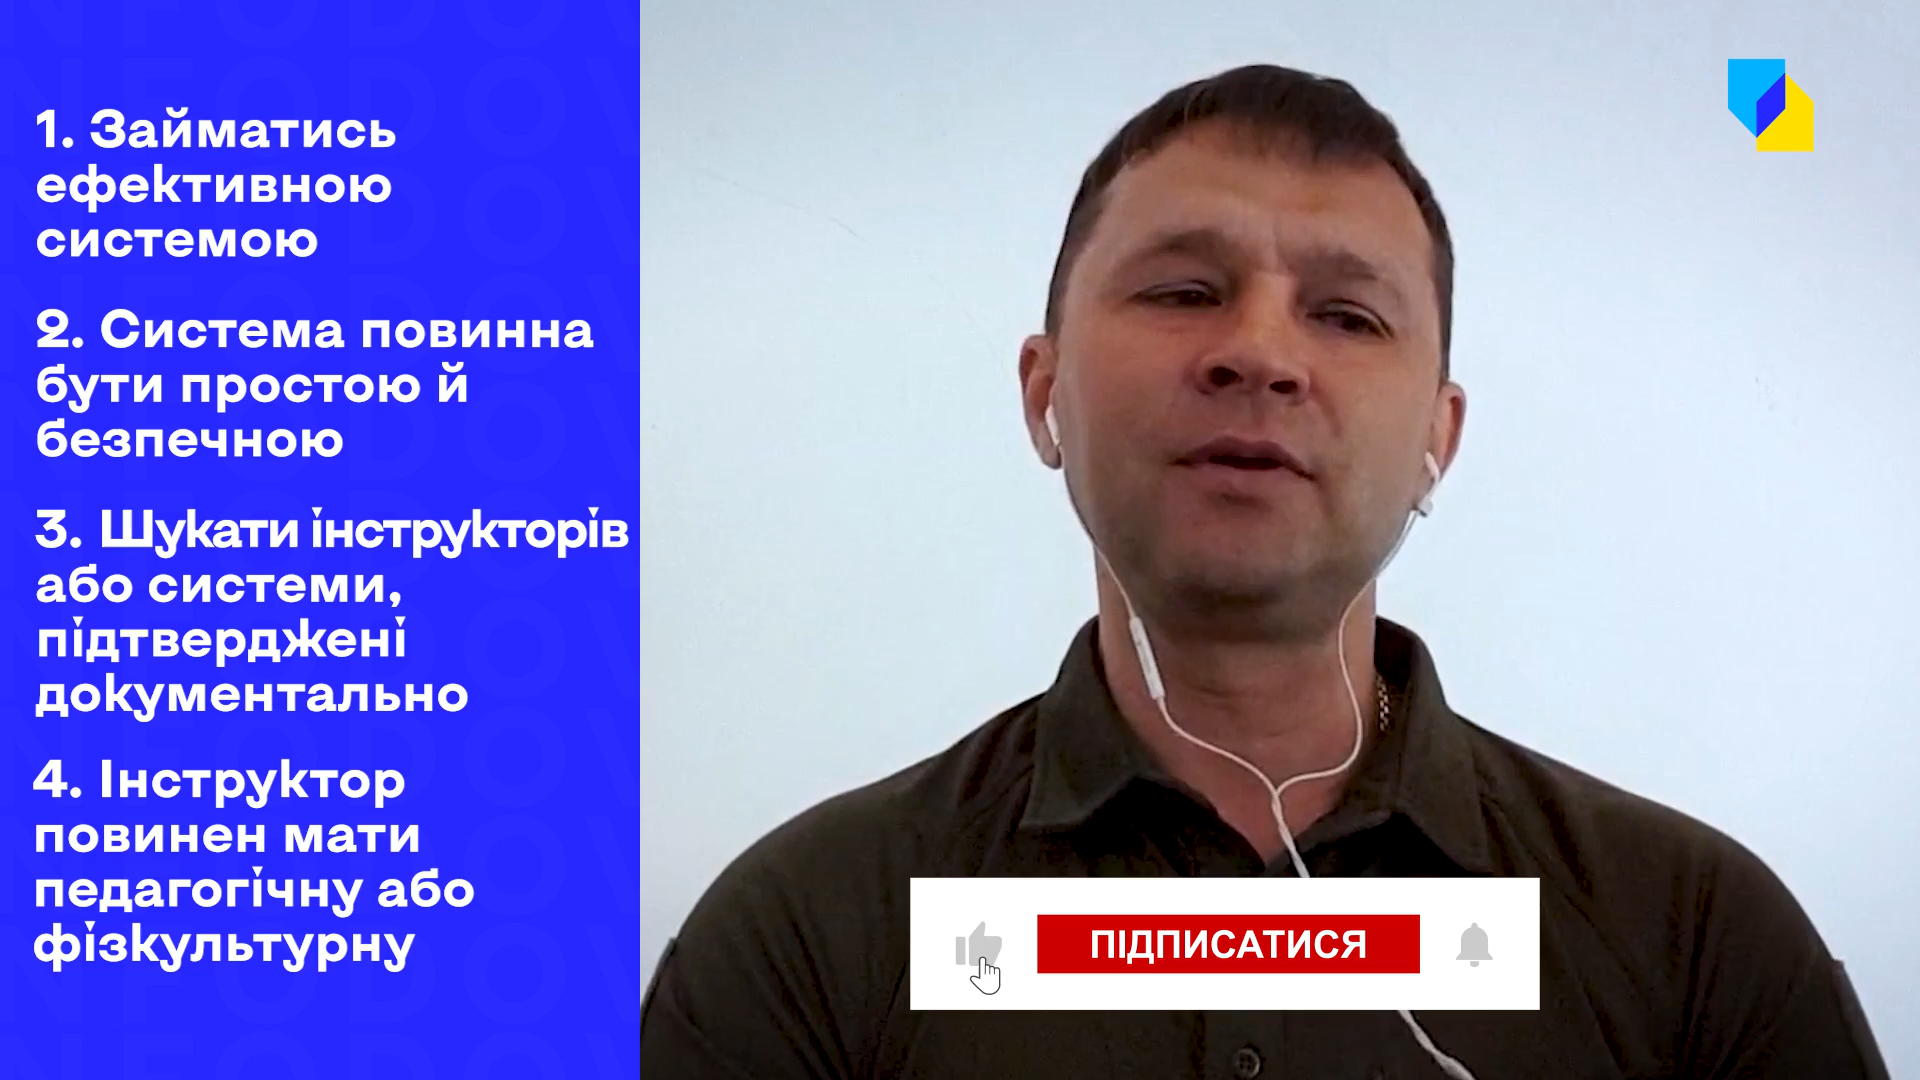 1. Займатись
ефективною
системою
2. Система повинна
бути простою й
безпечною
3. Шукати інструкторів
або системи,
підтверджені
документально
4. Інструктор
повинен мати
педагогічну або
фізкультурну
ПІДПИСАТИСЯ